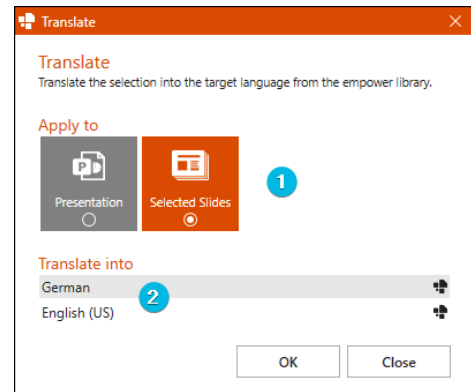 Translate
Translate
Translate the selection into the target language from the empower library.
Apply to
Presentation
Selected Slides
1
Translate into
German
2
English (US)
OK
Close